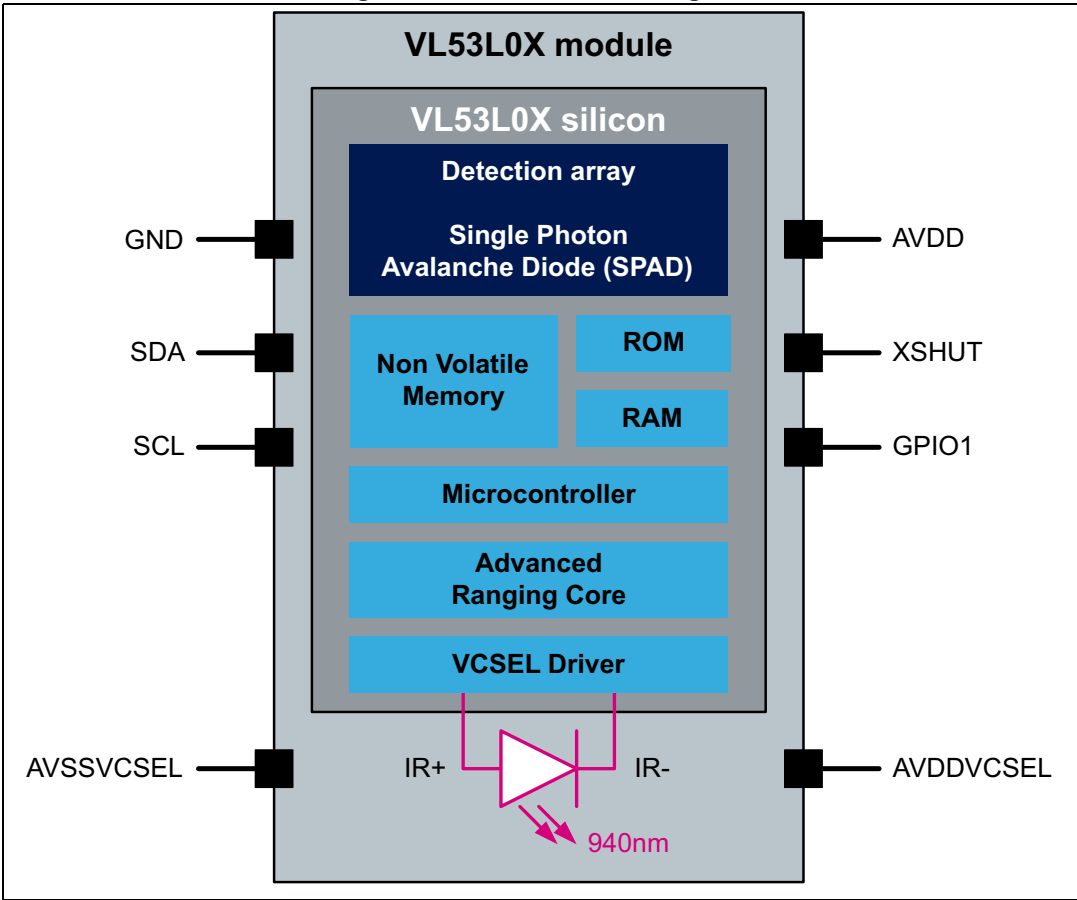 VL53L0X module
VL53L0X silicon
Detection array
Single Photon
Avalanche Diode (SPAD)
GND
AVDD
SDA
XSHUT
Non Volatile
Memory
ROM
RAM
SCL
GPIO1
Microcontroller
Advanced
Ranging Core
VCSEL Driver
AVSSVCSEL
IR+
IR-
AVDDVCSEL
940nm